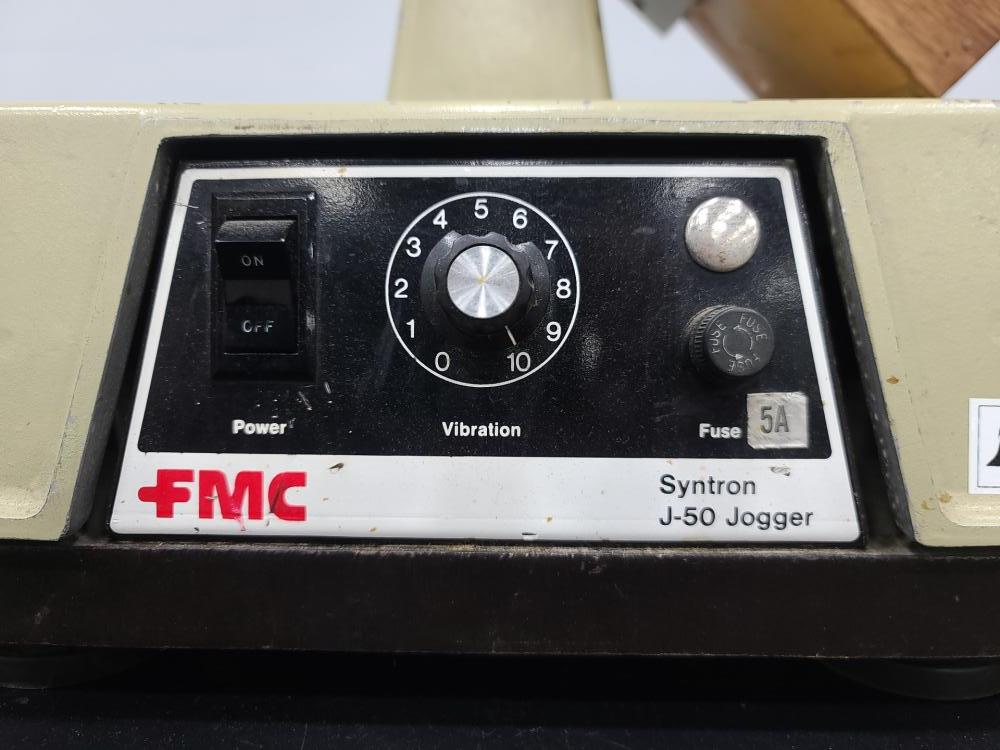 ON
OFF
0 1 2 3 4 5 6 7 8 9 10
FUSE FUSE FUSE
Power
Vibration
Fuse 5A
FMC
Syntron
J-50 Jogger